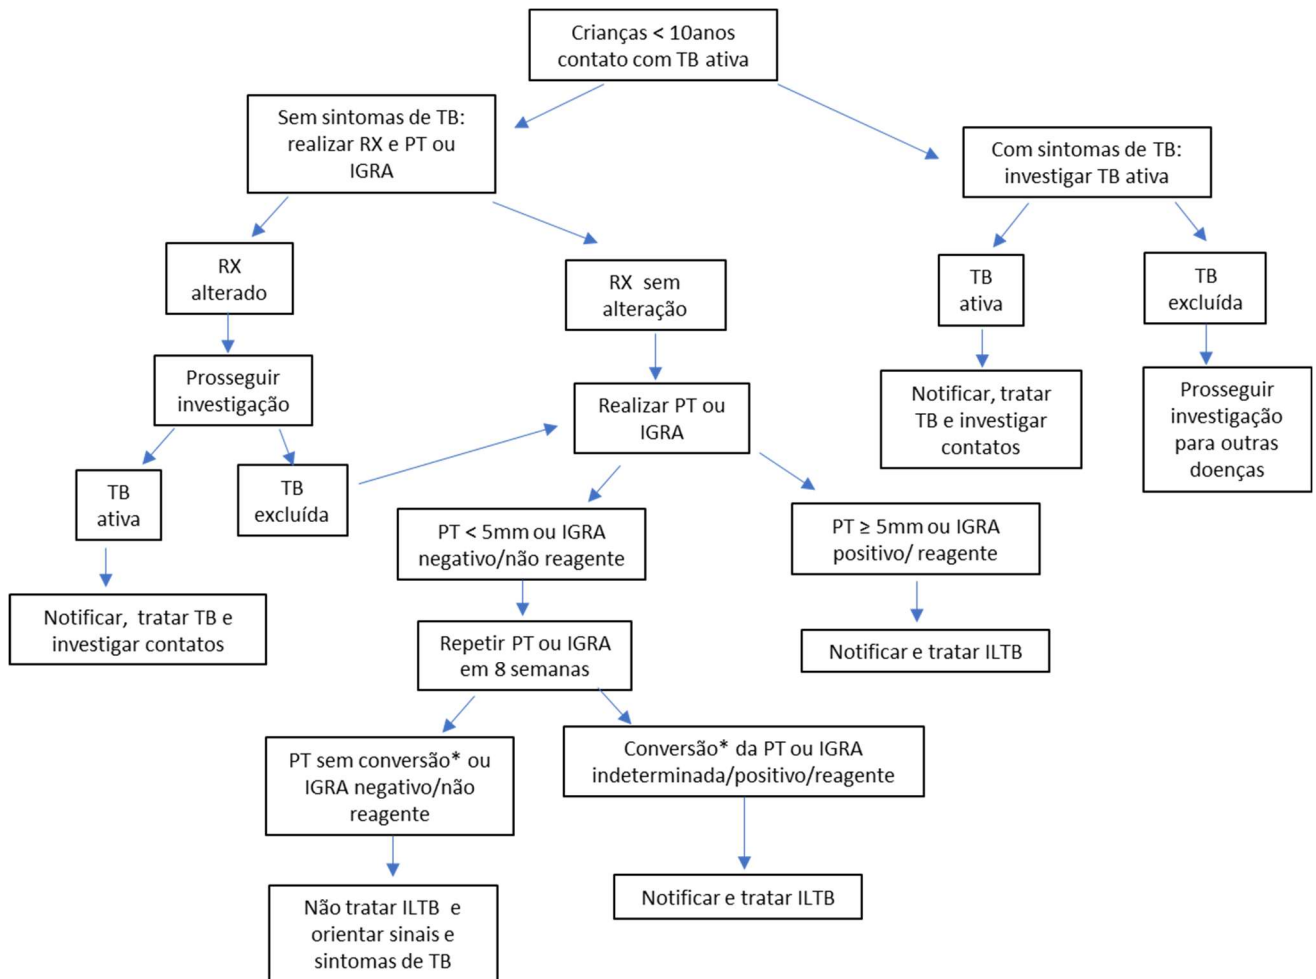 Crianças < 10anos
contato com TB ativa
Sem sintomas de TB:
realizar RX e PT ou
IGRA
Com sintomas de TB:
investigar TB ativa
RX
alterado
RX  sem
alteração
TB
ativa
TB
excluída
Prosseguir
investigação
Realizar PT ou
IGRA
Notificar, tratar
TB e investigar
contatos
Prosseguir
investigação
para outras
doenças
TB
ativa
TB
excluída
PT < 5mm ou IGRA
negativo/não reagente
PT ≥ 5mm ou IGRA
positivo/ reagente
Notificar,  tratar TB e
investigar contatos
Repetir PT ou IGRA
em 8 semanas
Notificar e tratar ILTB
PT sem conversão* ou
IGRA negativo/não
reagente
Conversão* da PT ou IGRA
indeterminada/positivo/reagente
Não tratar ILTB  e
orientar sinais e
sintomas de TB
Notificar e tratar ILTB